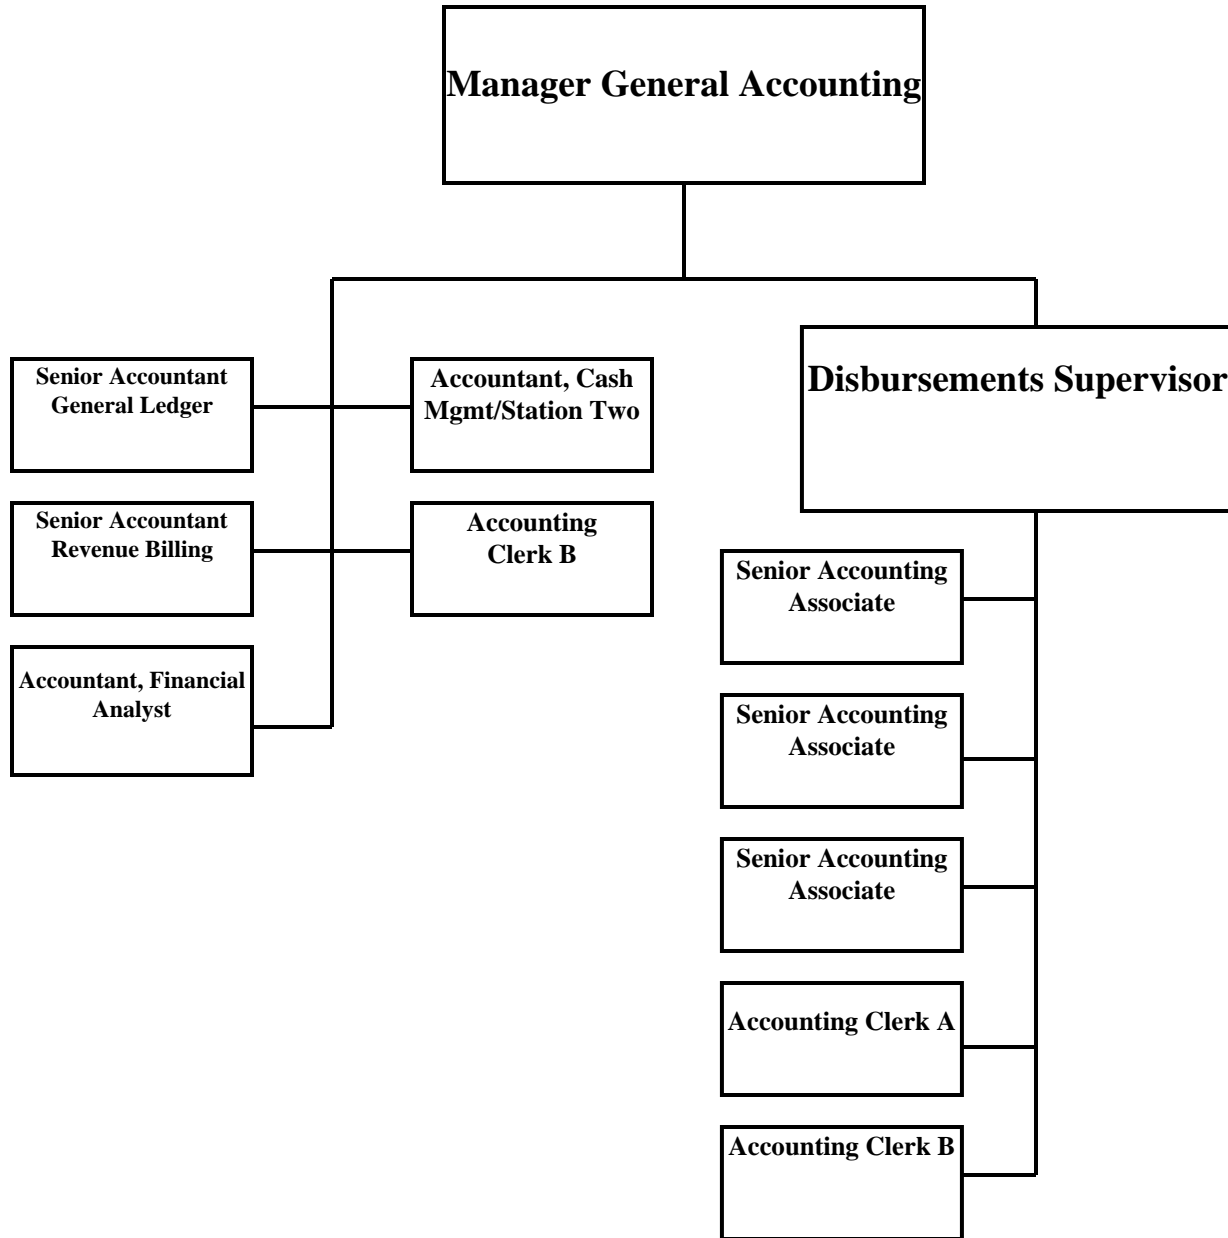 Manager General Accounting
Senior Accountant
General Ledger
Accountant, Cash
Mgmt/Station Two
Disbursements Supervisor
Senior Accountant
Revenue Billing
Accounting
Clerk B
Accountant, Financial
Analyst
Senior Accounting
Associate
Senior Accounting
Associate
Senior Accounting
Associate
Accounting Clerk A
Accounting Clerk B